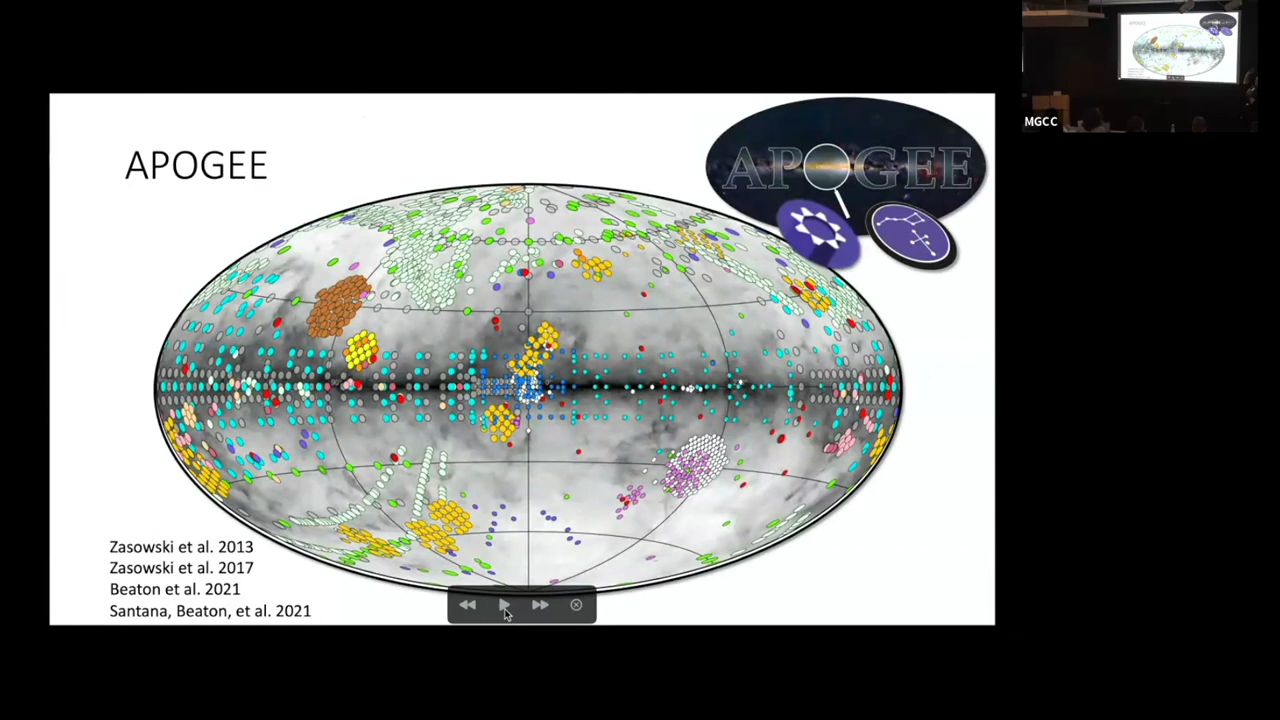 APOGEE
APOGEE
MGCC
Zasowski et al. 2013
Zasowski et al. 2017
Beaton et al. 2021
Santana, Beaton, et al. 2021